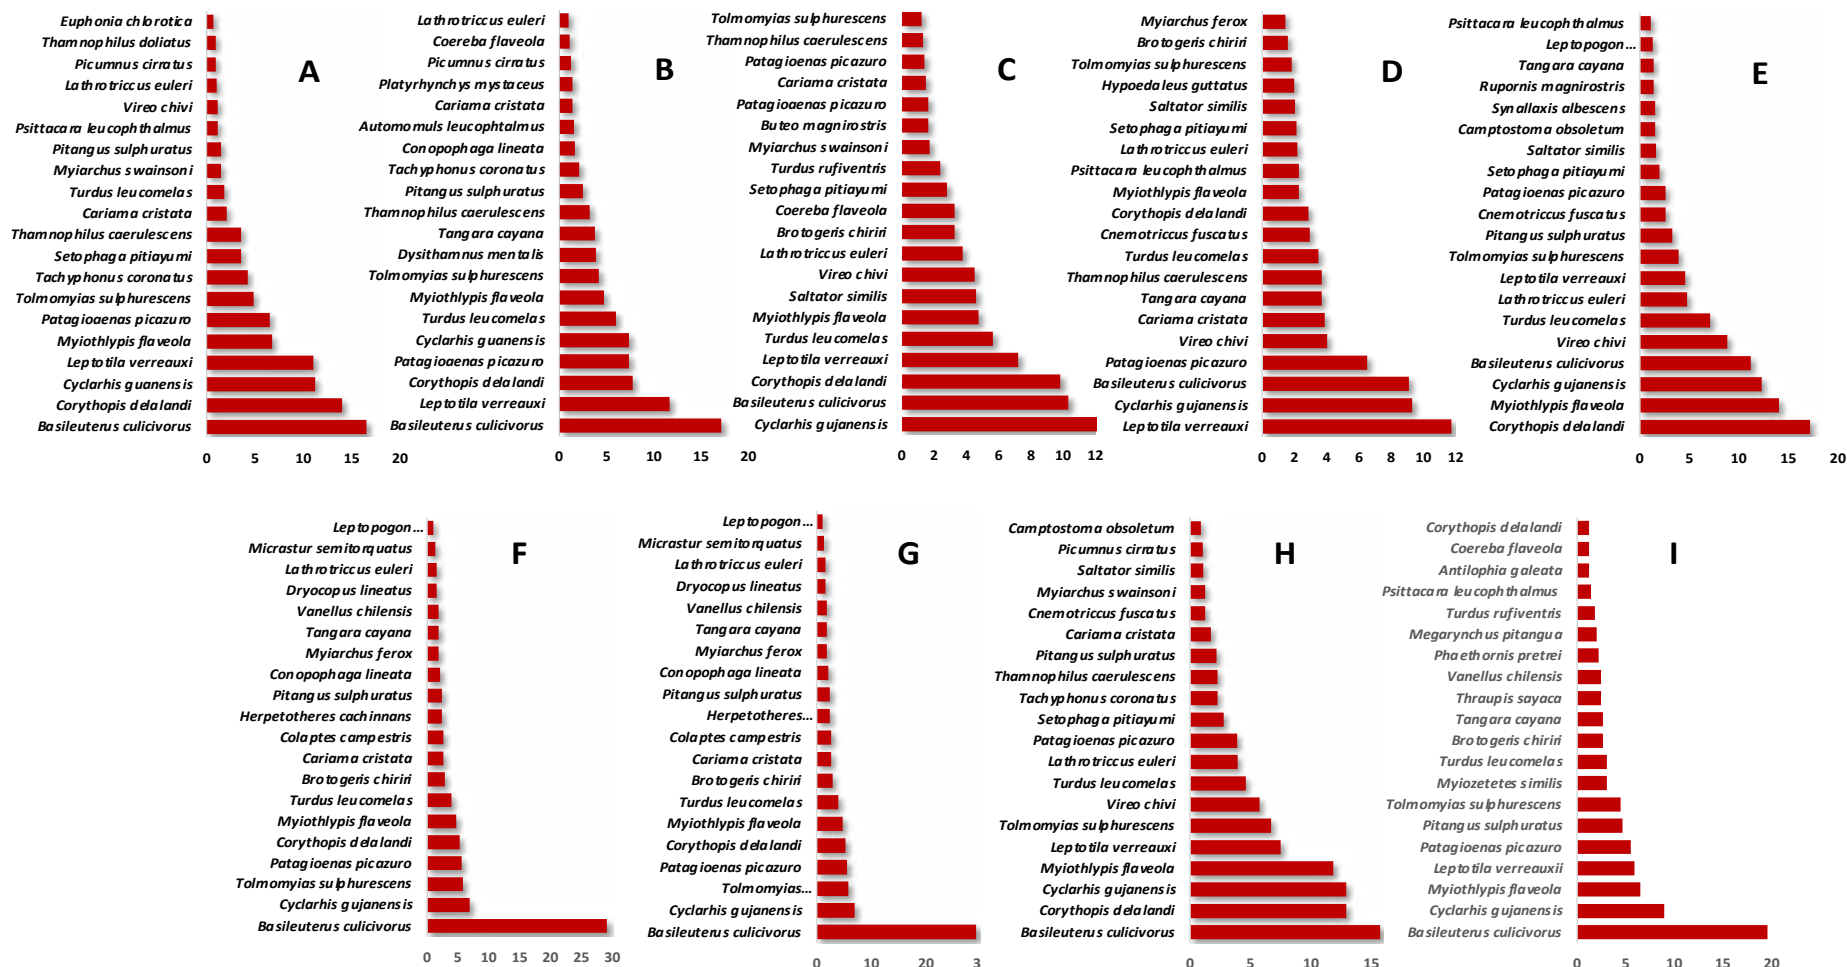 A
Euphonia chlorotica
Thamnophilus doliatus
Picumnus cirratus
Lathrotriccus euleri
Vireo chivi
Psittacara leucophthalmus
Pitangus sulphuratus
Myiarchus swainsoni
Turdus leucomelas
Cariama cristata
Thamnophilus caerulescens
Setophaga pitiayumi
Tachyphonus coronatus
Tolmomyias sulphurescens
Patagioaenas picazuro
Myiothlypis flaveola
Leptotila verreauxi
Cyclarhis guanensis
Corythopis delalandi
Basileuterus culicivorus
0 5 10 15 20
B
Lathrotriccus euleri
Coereba flaveola
Picumnus cirratus
Platyrhynchys mystaceus
Cariama cristata
Automomuls leucophtalmus
Conopophaga lineata
Tachyphonus coronatus
Pitangus sulphuratus
Thamnophilus caerulescens
Tangara cayana
Dysithamnus mentalis
Tolmomyias sulphurescens
Myiothlypis flaveola
Turdus leucomelas
Cyclarhis guanensis
Patagioaenas picazuro
Corythopis delalandi
Leptotila verreauxi
Basileuterus culicivorus
0 5 10 15 20
C
Tolmomyias sulphurescens
Thamnophilus caerulescens
Patagioenas picazuro
Cariama cristata
Patagioaenas picazuro
Buteo magnirostris
Myiarchus swainsoni
Turdus rufiventris
Setophaga pitiayumi
Coereba flaveola
Brotogeris chiriri
Lathrotriccus euleri
Vireo chivi
Saltator similis
Myiothlypis flaveola
Turdus leucomelas
Leptotila verreauxi
Corythopis delalandi
Basileuterus culicivorus
Cyclarhis gujanensis
0 2 4 6 8 10 12
D
Myiarchus ferox
Brotogeris chiriri
Tolmomyias sulphurescens
Hypoedaleus guttatus
Saltator similis
Setophaga pitiayumi
Lathrotriccus euleri
Psittacara leucophthalmus
Myiothlypis flaveola
Corythopis delalandi
Cnemotriccus fuscatus
Turdus leucomelas
Thamnophilus caerulescens
Tangara cayana
Cariama cristata
Vireo chivi
Patagioenas picazuro
Basileuterus culicivorus
Cyclarhis gujanensis
Leptotila verreauxi
0 2 4 6 8 10 12
E
Psittacara leucophthalmus
Leptopogon ...
Tangara cayana
Rupornis magnirostris
Synallaxis albescens
Camptostoma obsoletum
Saltator similis
Setophaga pitiayumi
Patagioenas picazuro
Cnemotriccus fuscatus
Pitangus sulphuratus
Tolmomyias sulphurescens
Leptotila verreauxi
Lathrotriccus euleri
Turdus leucomelas
Vireo chivi
Basileuterus culicivorus
Cyclarhis gujanensis
Myiothlypis flaveola
Corythopis delalandi
0 5 10 15 20
F
Leptopogon ...
Micrastur semitorquatus
Lathrotriccus euleri
Dryocopus lineatus
Vanellus chilensis
Tangara cayana
Myiarchus ferox
Conopophaga lineata
Pitangus sulphuratus
Herpetotheres cachinnans
Colaptes campestris
Cariama cristata
Brotogeris chiriri
Turdus leucomelas
Myiothlypis flaveola
Corythopis delalandi
Patagioenas picazuro
Tolmomyias sulphurescens
Cyclarhis gujanensis
Basileuterus culicivorus
0 5 10 15 20 25 30
G
Leptopogon ...
Micrastur semitorquatus
Lathrotriccus euleri
Dryocopus lineatus
Vanellus chilensis
Tangara cayana
Myiarchus ferox
Conopophaga lineata
Pitangus sulphuratus
Herpetotheres...
Colaptes campestris
Cariama cristata
Brotogeris chiriri
Turdus leucomelas
Myiothlypis flaveola
Corythopis delalandi
Patagioenas picazuro
Tolmomyias...
Cyclarhis gujanensis
Basileuterus culicivorus
0 10 20 3
H
Camptostoma obsoletum
Picumnus cirratus
Saltator similis
Myiarchus swainsoni
Cnemotriccus fuscatus
Cariama cristata
Pitangus sulphuratus
Thamnophilus caerulescens
Tachyphonus coronatus
Setophaga pitiayumi
Patagioenas picazuro
Lathrotriccus euleri
Turdus leucomelas
Vireo chivi
Tolmomyias sulphurescens
Leptotila verreauxi
Myiothlypis flaveola
Cyclarhis gujanensis
Corythopis delalandi
Basileuterus culicivorus
0 5 10 15
I
Corythopis delalandi
Coereba flaveola
Antilophia galeata
Psittacara leucophthalmus
Turdus rufiventris
Megarynchus pitangua
Phaethornis pretrei
Vanellus chilensis
Thraupis sayaca
Tangara cayana
Brotogeris chiriri
Turdus leucomelas
Myiozetetes similis
Tolmomyias sulphurescens
Pitangus sulphuratus
Patagioenas picazuro
Leptotila verreauxii
Myiothlypis flaveola
Cyclarhis gujanensis
Basileuterus culicivorus
0 5 10 15 20